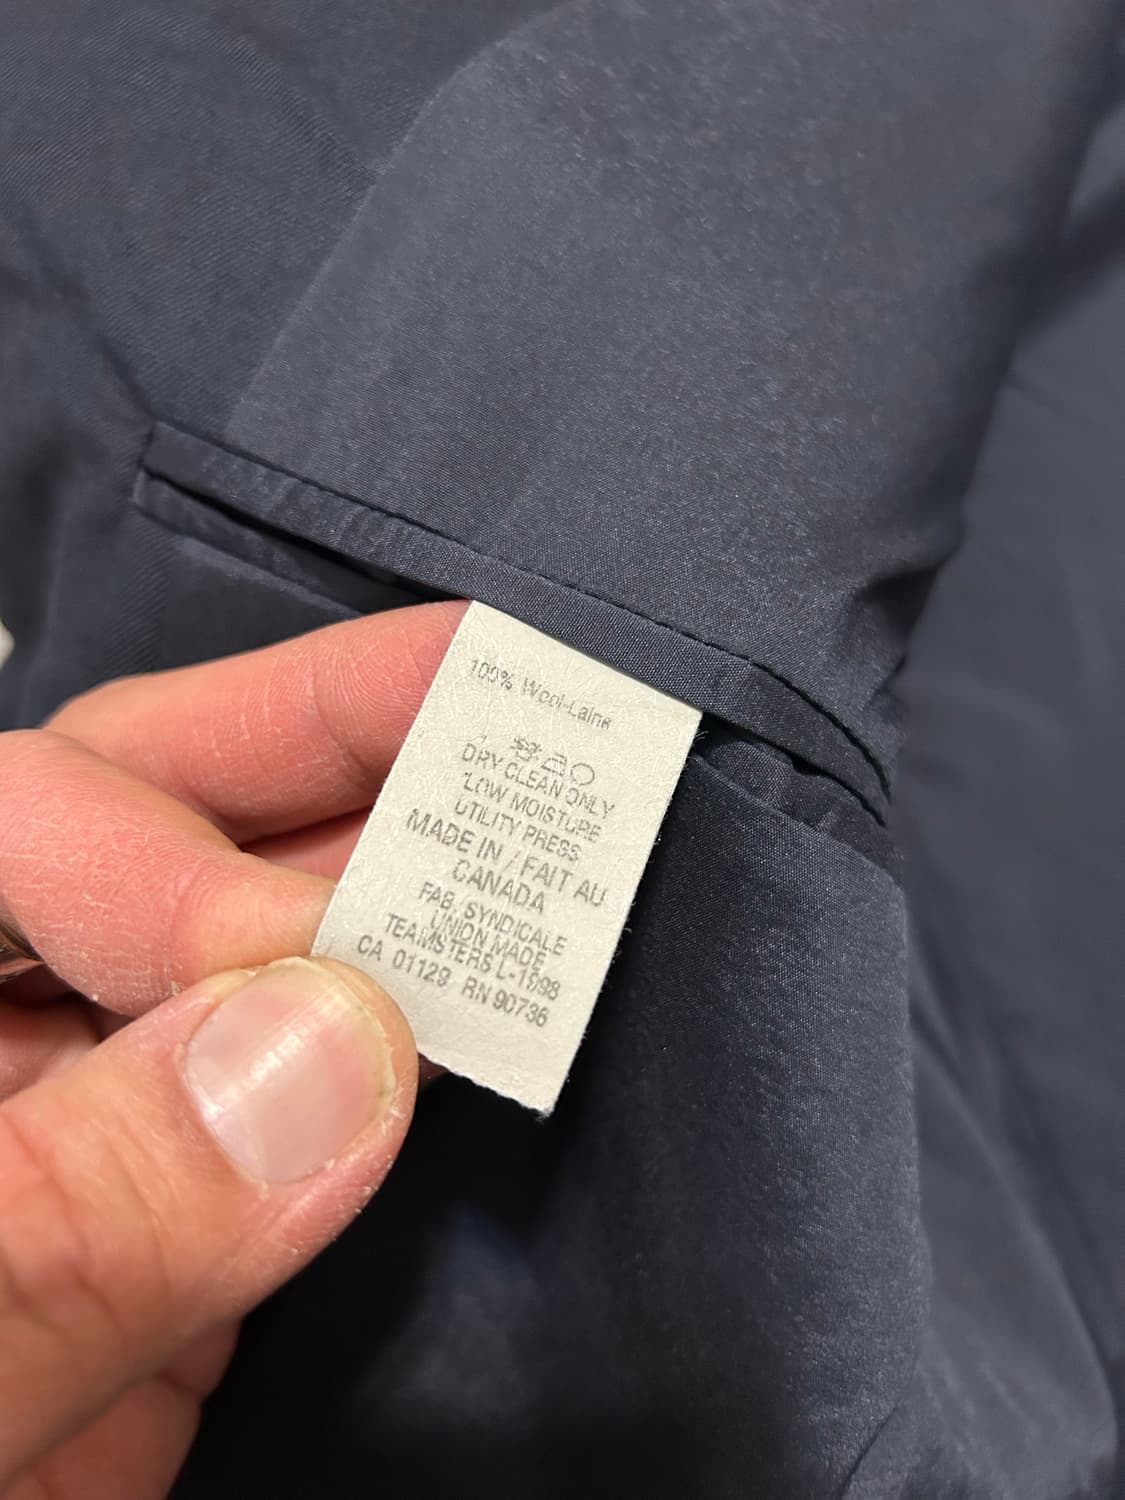 100% Wool-Laine
DRY CLEAN ONLY
LOW MOISTURE
UTILITY PRESS
MADE IN / FAIT AU
CANADA
FAB. SYNDICALE
UNION MADE
TEAMSTERS L-1998
CA 01129 RN 90736